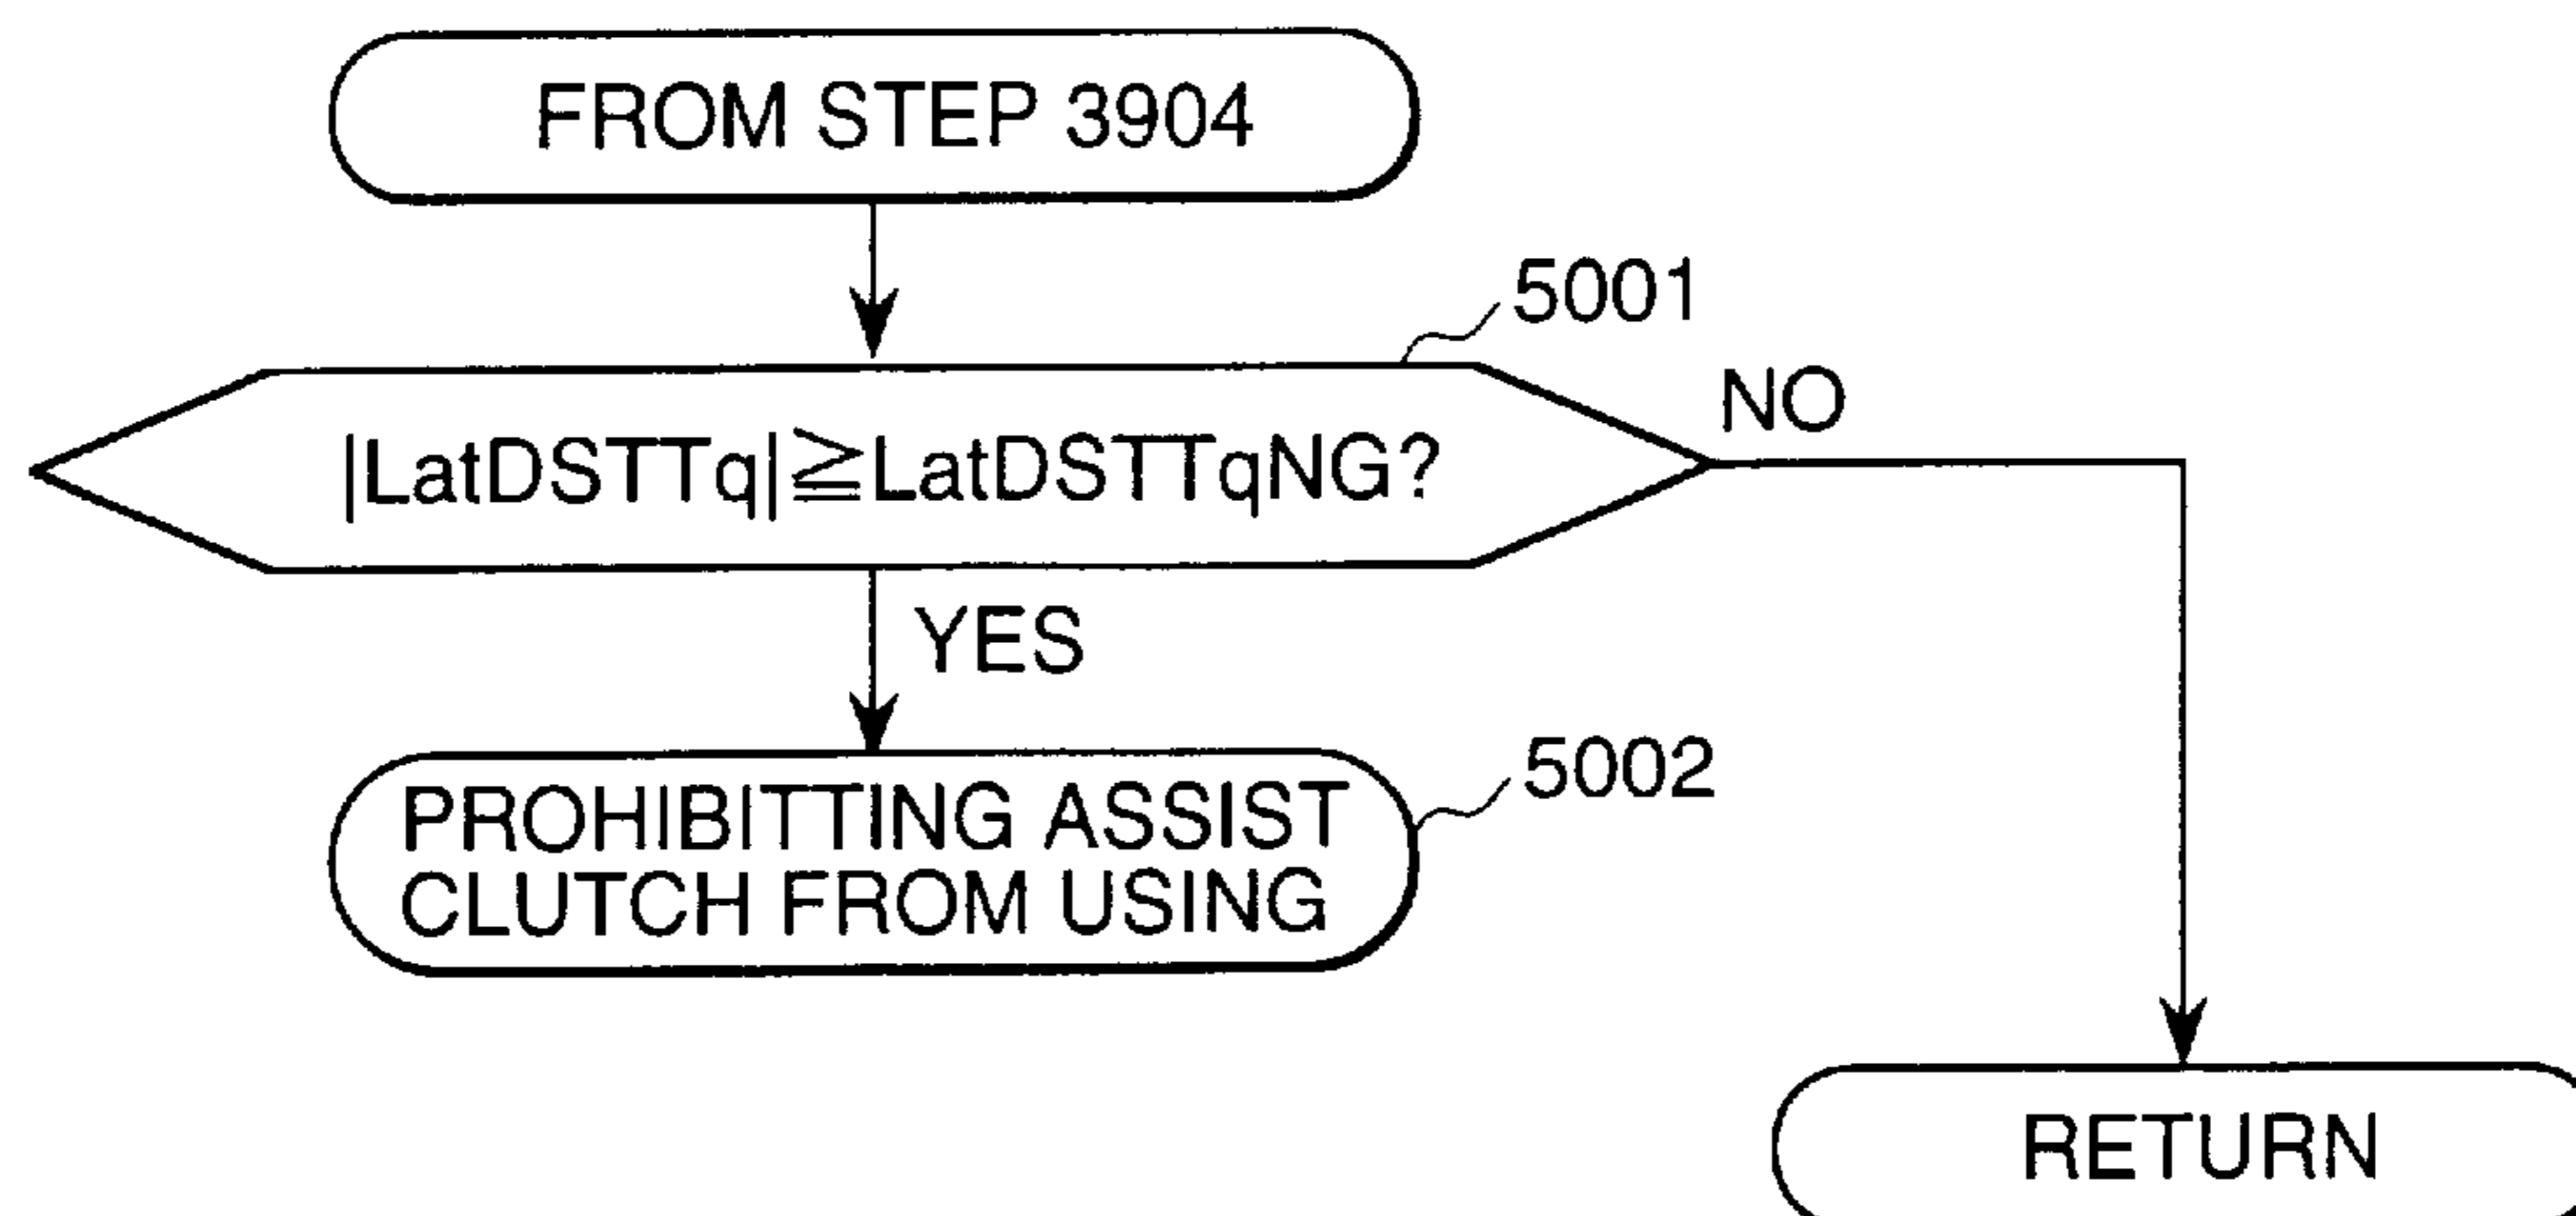 FROM STEP 3904
5001
NO
|LatDSTTq|≧LatDSTTqNG?
YES
5002
PROHIBITTING ASSIST
CLUTCH FROM USING
RETURN